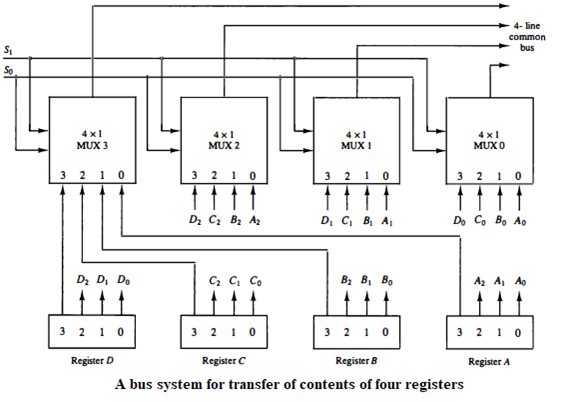 4- line
common
bus
S1
S0
4 x 1
MUX 3
4 x 1
MUX 2
4 x 1
MUX 1
4 x 1
MUX 0
3 2 1 0
3 2 1 0
3 2 1 0
3 2 1 0
D2 C2 B2 A2
D1 C1 B1 A1
D0 C0 B0 A0
D2 D1 D0
C2 C1 C0
B2 B1 B0
A2 A1 A0
3 2 1 0
3 2 1 0
3 2 1 0
3 2 1 0
Register D
Register C
Register B
Register A
A bus system for transfer of contents of four registers